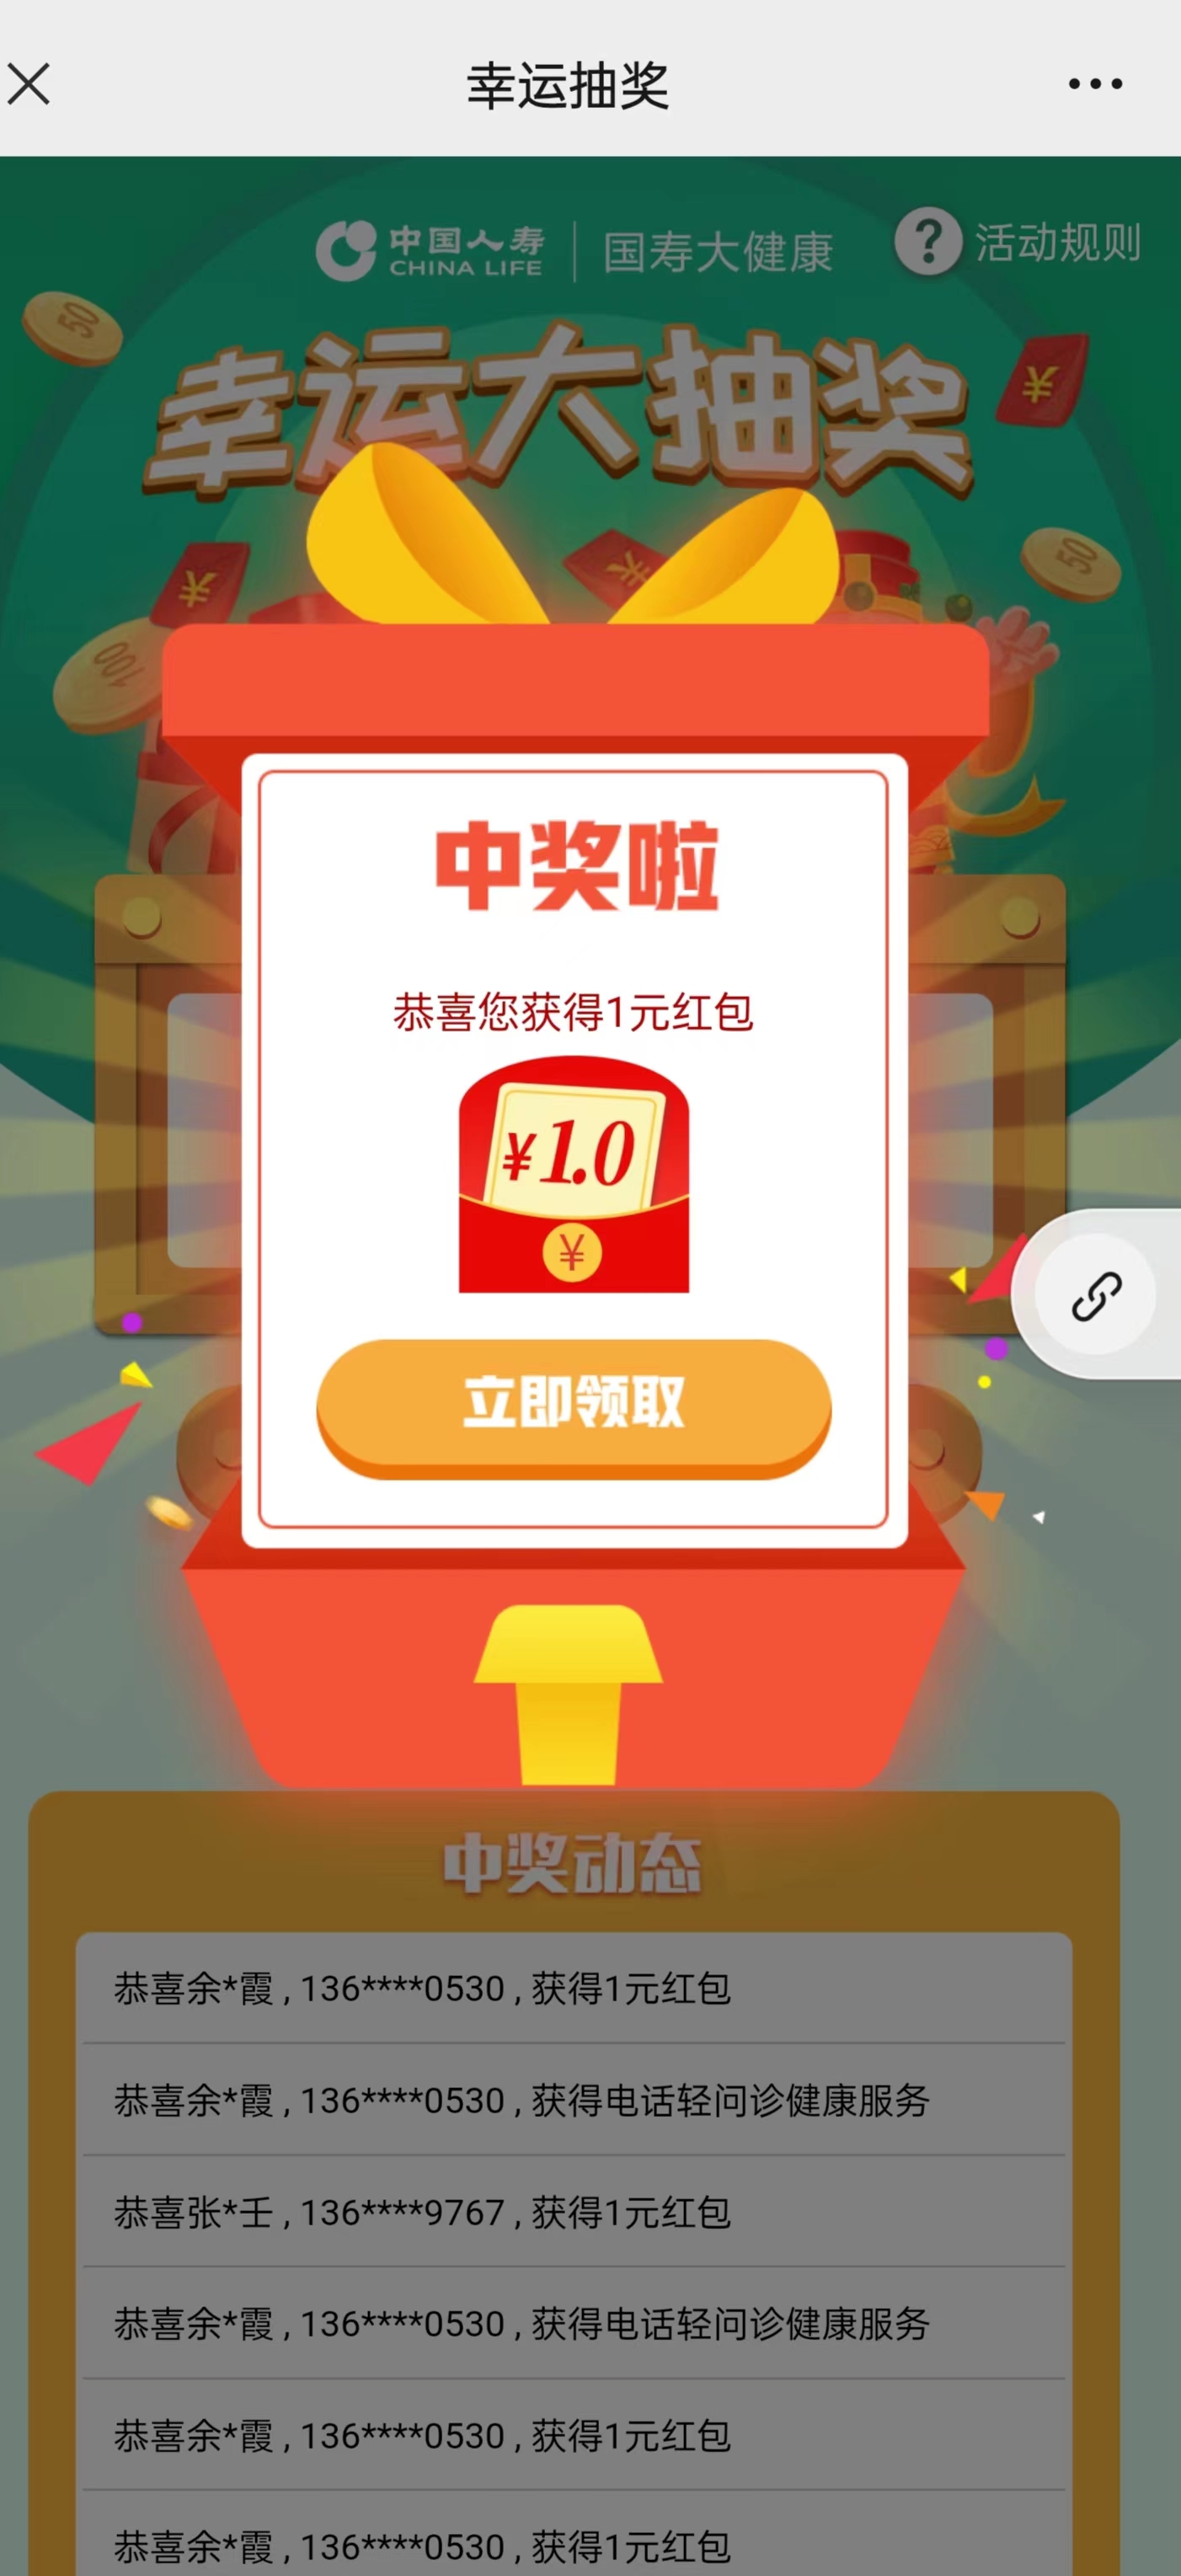 幸运抽奖
中国人寿
CHINA LIFE
国寿大健康
? 活动规则
50
幸运大抽奖
¥
50
¥
¥
100
中奖啦
恭喜您获得1元红包
¥1.0
¥
立即领取
中奖动态
恭喜余*霞，136****0530，获得1元红包
恭喜余*霞，136****0530，获得电话轻问诊健康服务
恭喜张*壬，136****9767，获得1元红包
恭喜余*霞，136****0530，获得电话轻问诊健康服务
恭喜余*霞，136****0530，获得1元红包
恭喜余*霞，136****0530，获得1元红包